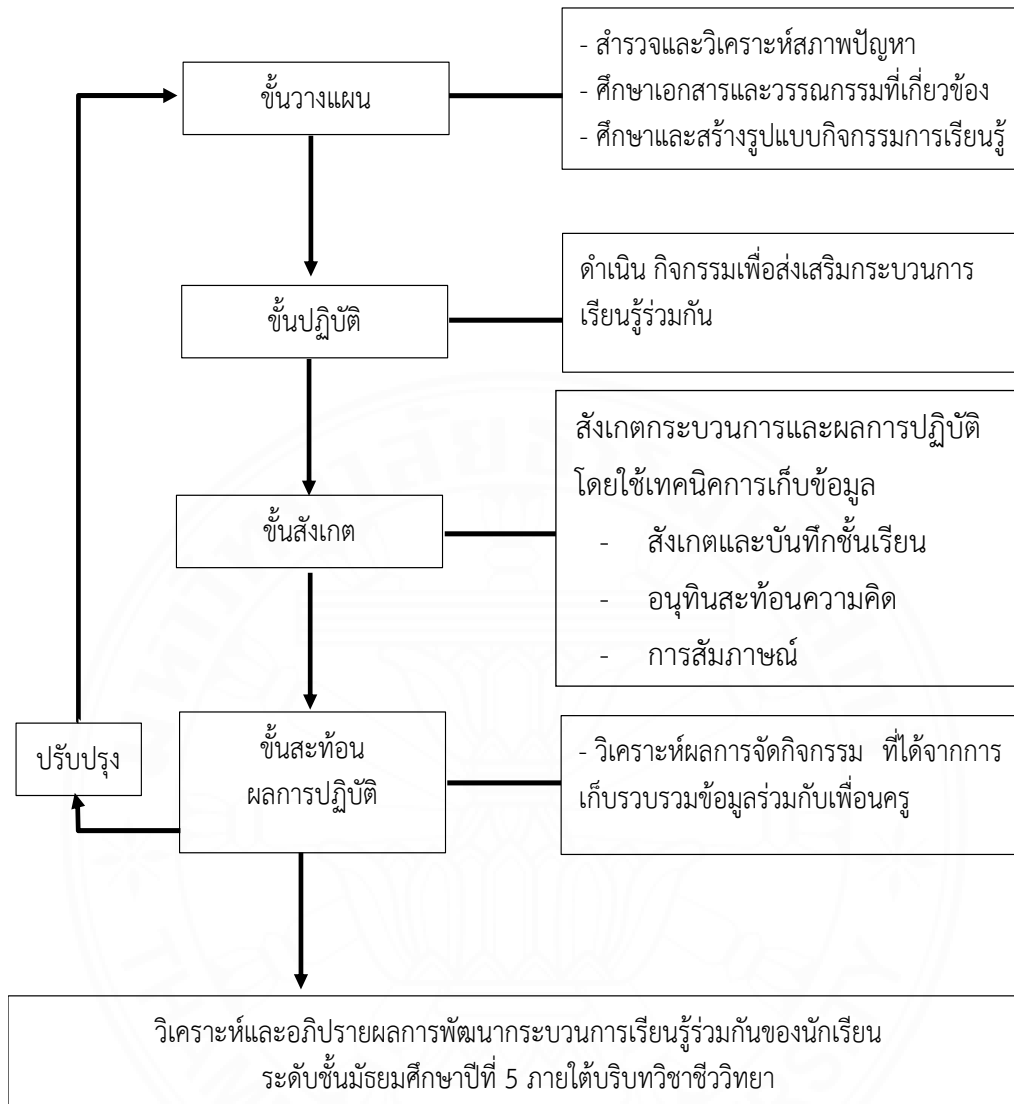 ขั้นวางแผน
- สำรวจและวิเคราะห์สภาพปัญหา
- ศึกษาเอกสารและวรรณกรรมที่เกี่ยวข้อง
- ศึกษาและสร้างรูปแบบกิจกรรมการเรียนรู้
ขั้นปฏิบัติ
ดำเนิน กิจกรรมเพื่อส่งเสริมกระบวนการ
เรียนรู้ร่วมกัน
ขั้นสังเกต
สังเกตกระบวนการและผลการปฏิบัติ
โดยใช้เทคนิคการเก็บข้อมูล
- สังเกตและบันทึกชั้นเรียน
- อนุทินสะท้อนความคิด
- การสัมภาษณ์
ปรับปรุง
ขั้นสะท้อน
ผลการปฏิบัติ
- วิเคราะห์ผลการจัดกิจกรรม ที่ได้จากการ
เก็บรวบรวมข้อมูลร่วมกับเพื่อนครู
วิเคราะห์และอภิปรายผลการพัฒนากระบวนการเรียนรู้ร่วมกันของนักเรียน
ระดับชั้นมัธยมศึกษาปีที่ 5 ภายใต้บริบทวิชาชีววิทยา